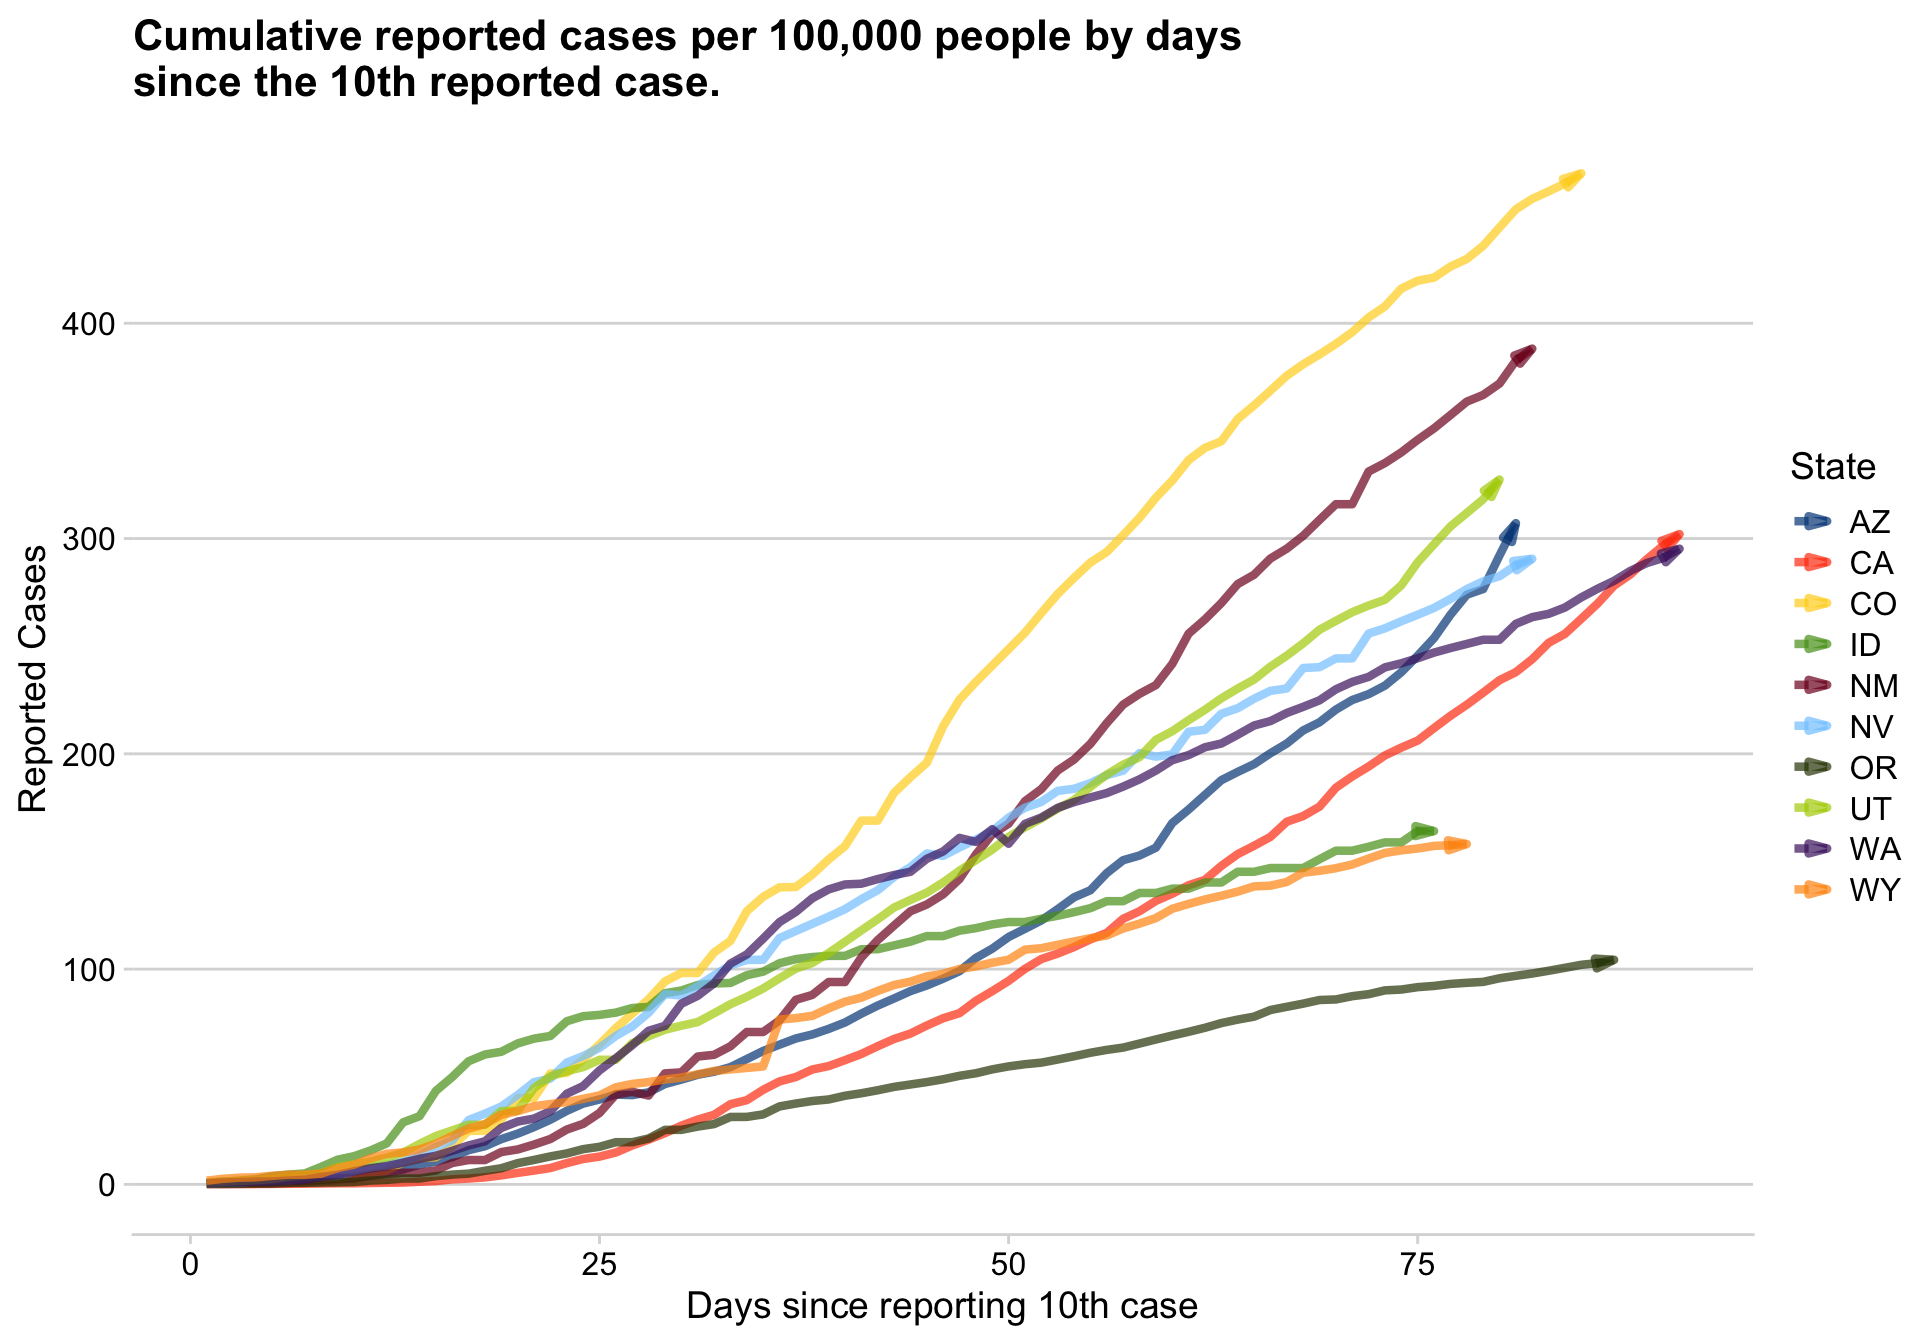 Cumulative reported cases per 100,000 people by days
since the 10th reported case.
400
300
200
100
0
Reported Cases
0 25 50 75
Days since reporting 10th case
State
AZ
CA
CO
ID
NM
NV
OR
UT
WA
WY